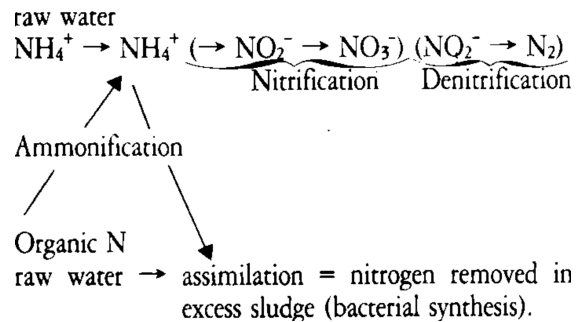 raw water
NH₄⁺ → NH₄⁺ (→ NO₂⁻ → NO₃⁻) (NO₂⁻ → N₂)
Nitrification Denitrification
Ammonification
Organic N
raw water → assimilation = nitrogen removed in
excess sludge (bacterial synthesis).